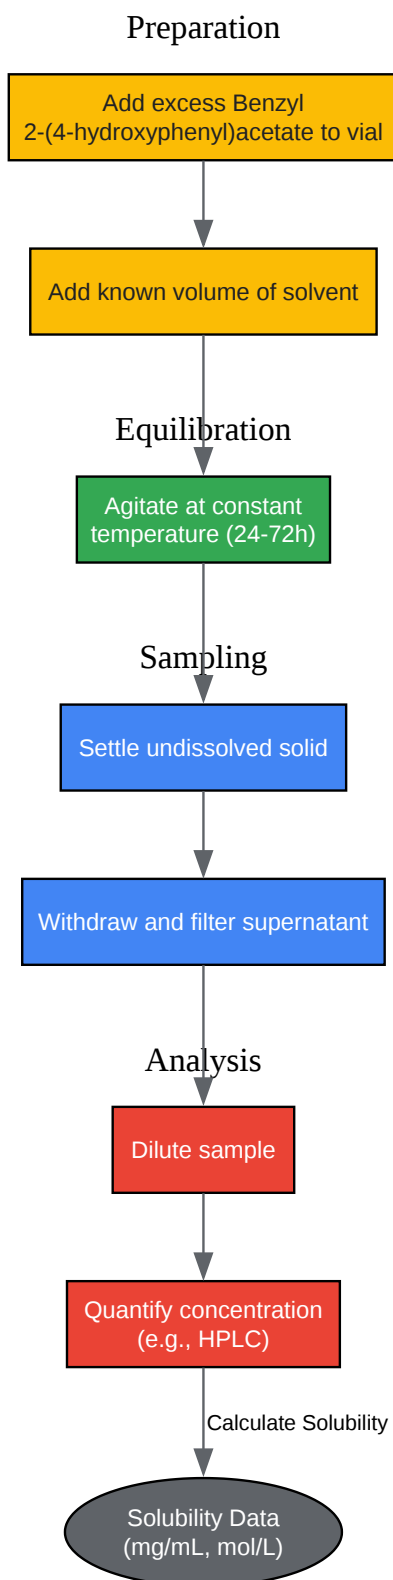 Preparation
Add excess Benzyl
2-(4-hydroxyphenyl)acetate to vial
Add known volume of solvent
Equilibration
Agitate at constant
temperature (24-72h)
Sampling
Settle undissolved solid
Withdraw and filter supernatant
Analysis
Dilute sample
Quantify concentration
(e.g., HPLC)
Calculate Solubility
Solubility Data
(mg/mL, mol/L)